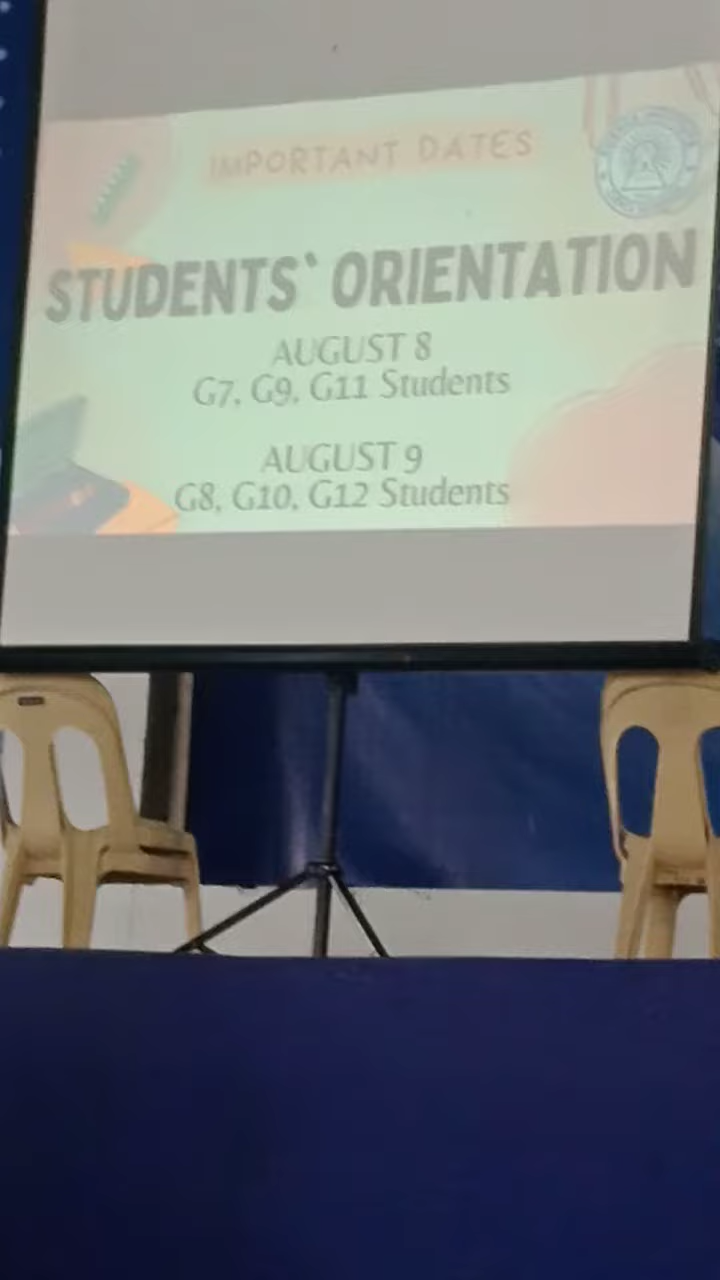 IMPORTANT DATES
STUDENTS` ORIENTATION
AUGUST 8
G7, G9, G11 Students
AUGUST 9
G8, G10, G12 Students